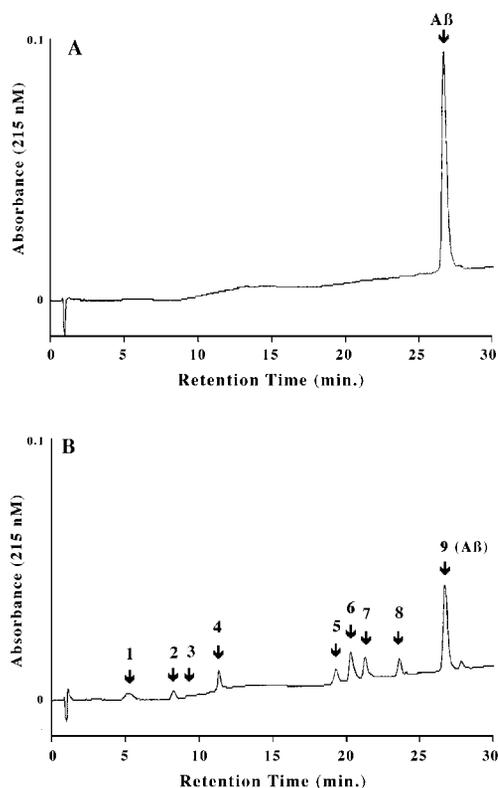 Aß
0.1
A
Absorbance (215 nM)
0
0 5 10 15 20 25 30
Retention Time (min.)
0.1
B
Absorbance (215 nM)
9 (Aß)
1 2 3 4 5 6 7 8
0
0 5 10 15 20 25 30
Retention Time (min.)